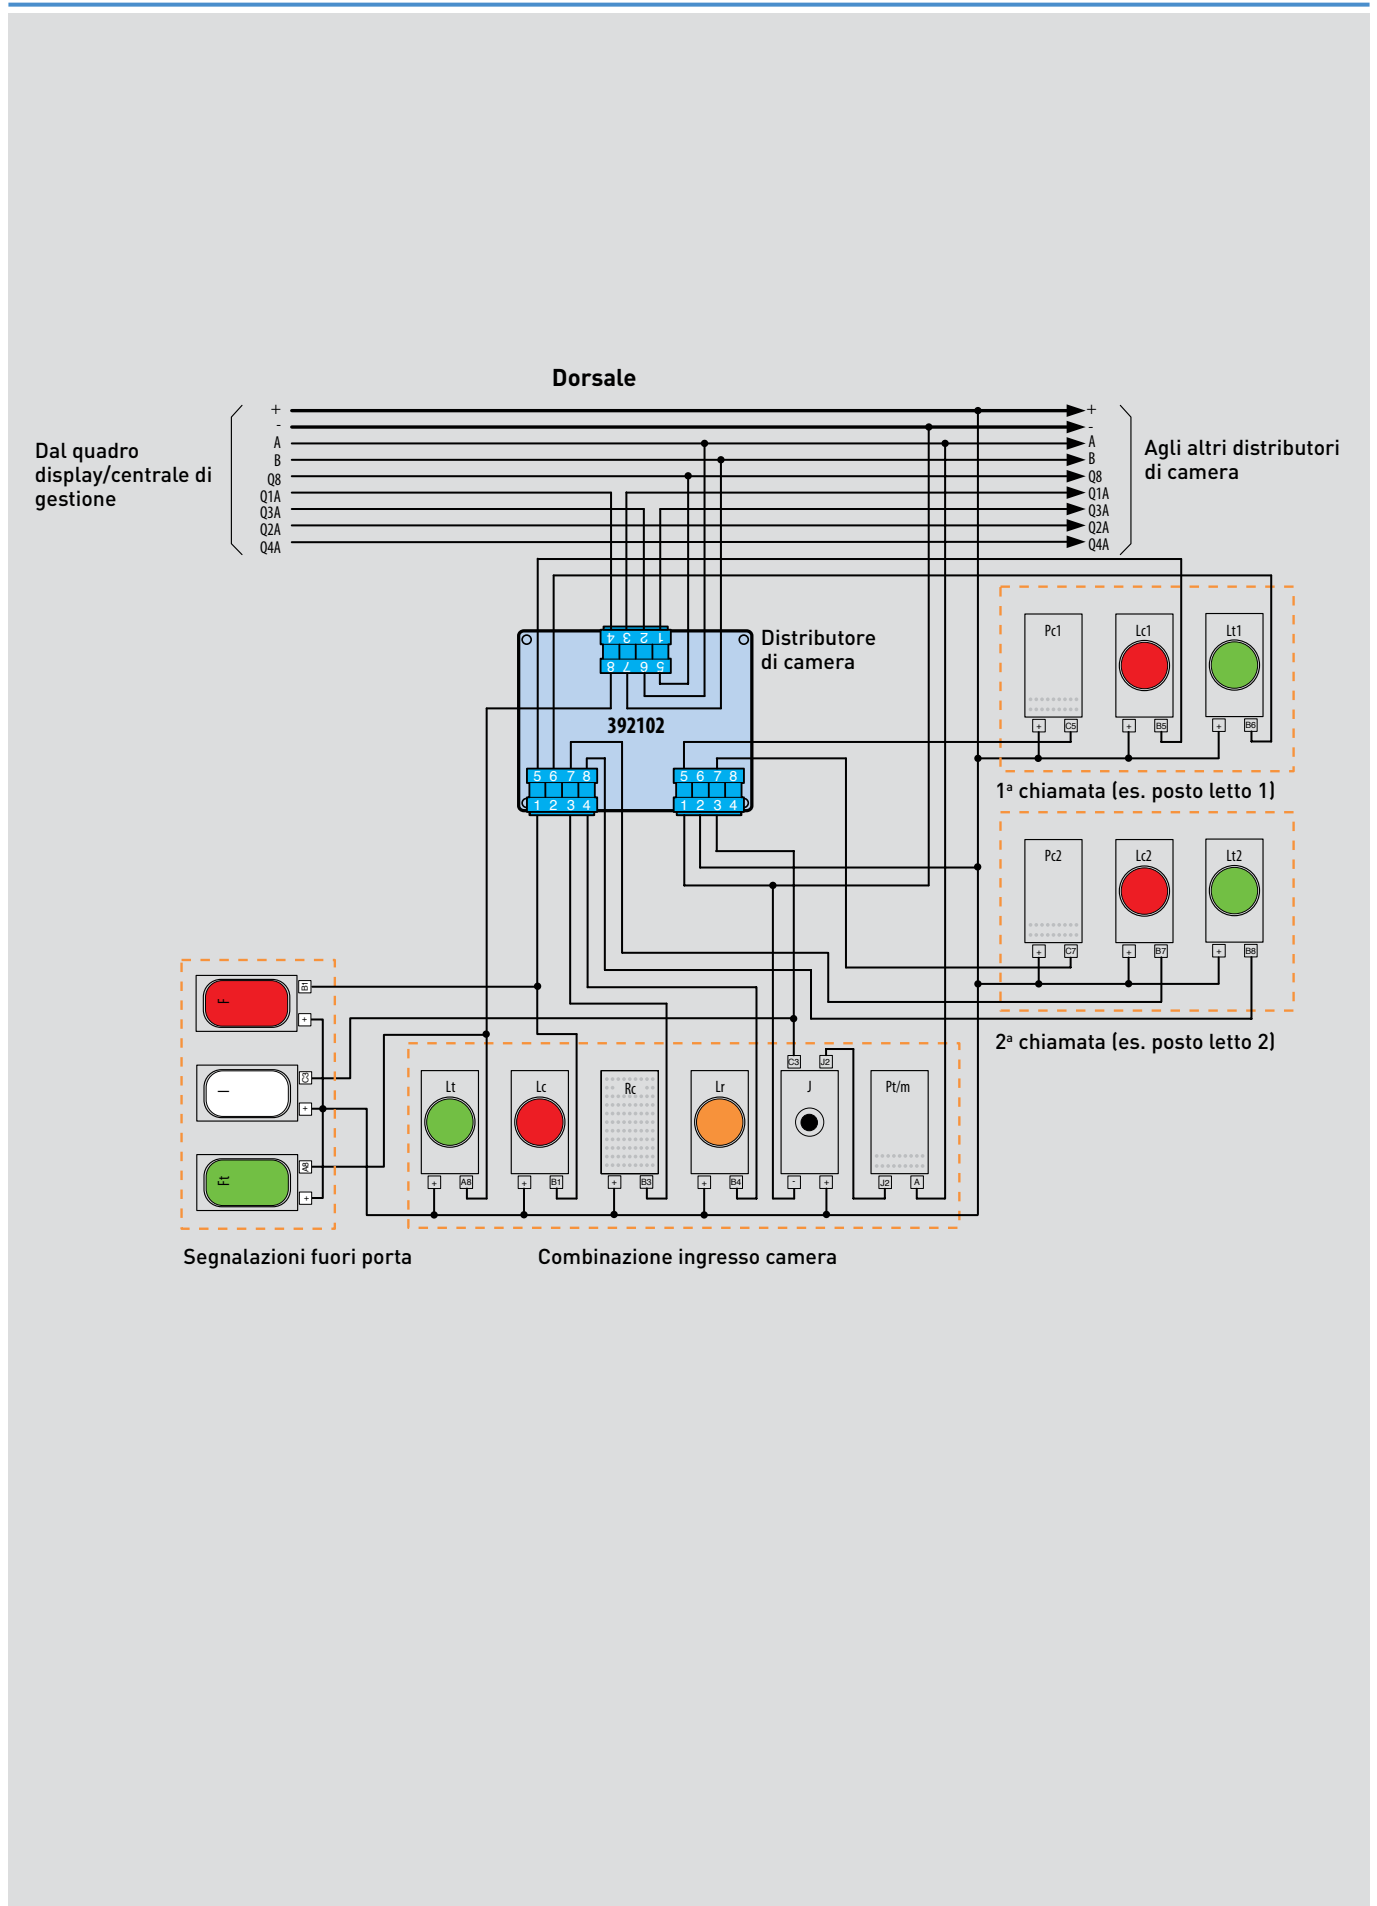 Dorsale
Dal quadro
display/centrale di
gestione
+
-
A
B
Q8
Q1A
Q3A
Q2A
Q4A
+
-
A
B
Q8
Q1A
Q3A
Q2A
Q4A
Agli altri distributori
di camera
4 3 2 1
8 7 6 5
Distributore
di camera
392102
5 6 7 8
1 2 3 4
5 6 7 8
1 2 3 4
Pc1
Lc1
Lt1
+ C5
+ B5
+ B6
1ª chiamata (es. posto letto 1)
Pc2
Lc2
Lt2
+ C7
+ B7
+ B8
2ª chiamata (es. posto letto 2)
F
B1
+
I
C3
+
Ft
A8
+
Segnalazioni fuori porta
C3 J2
Lt
Lc
Rc
Lr
J
Pt/m
+ A8
+ B1
+ B3
+ B4
- +
J2 A
Combinazione ingresso camera